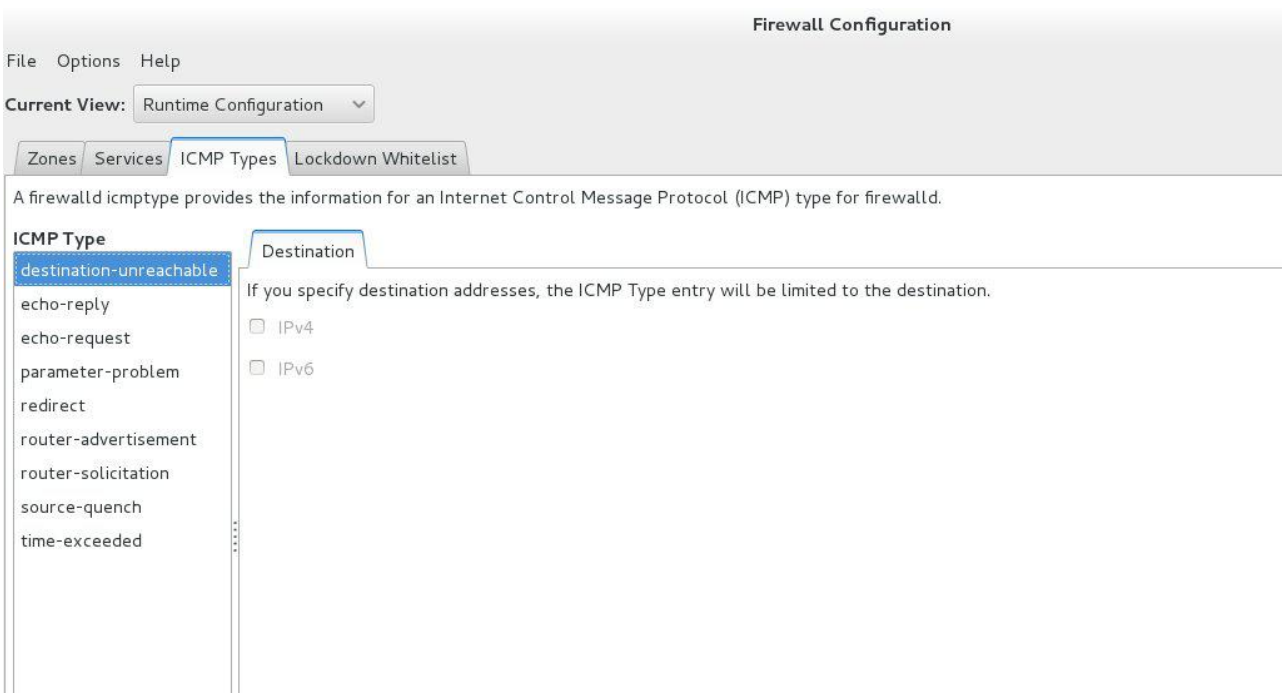 Firewall Configuration
File Options Help
Current View: Runtime Configuration
Zones Services ICMP Types Lockdown Whitelist
A firewalld icmptype provides the information for an Internet Control Message Protocol (ICMP) type for firewalld.
ICMP Type
destination-unreachable
echo-reply
echo-request
parameter-problem
redirect
router-advertisement
router-solicitation
source-quench
time-exceeded
Destination
If you specify destination addresses, the ICMP Type entry will be limited to the destination.
IPv4
IPv6